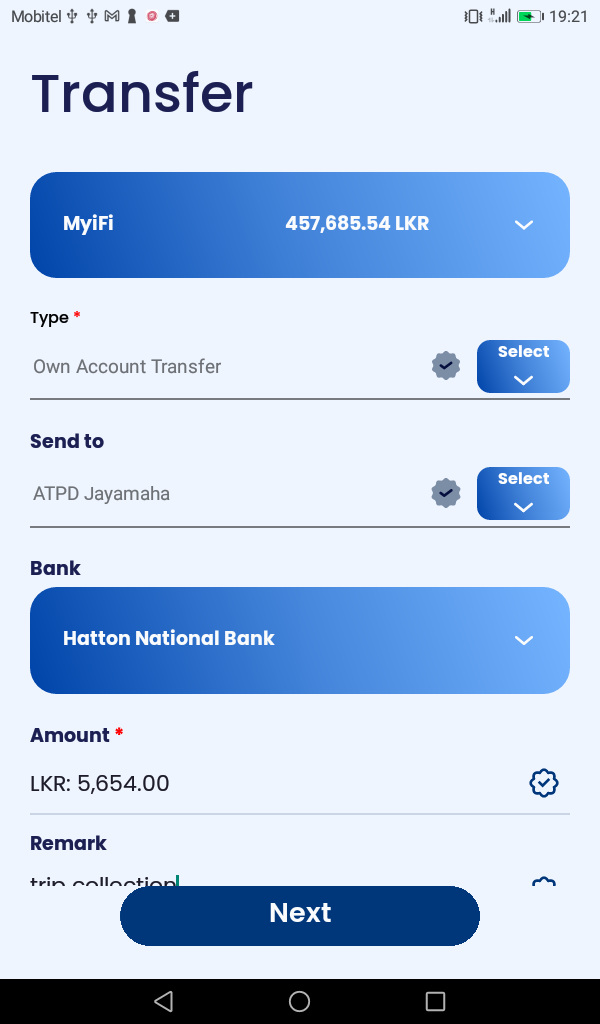 Mobitel H 19:21
Transfer
MyiFi 457,685.54 LKR
Type *
Own Account Transfer Select
Send to
ATPD Jayamaha Select
Bank
Hatton National Bank
Amount *
LKR: 5,654.00
Remark
trip collection
Next